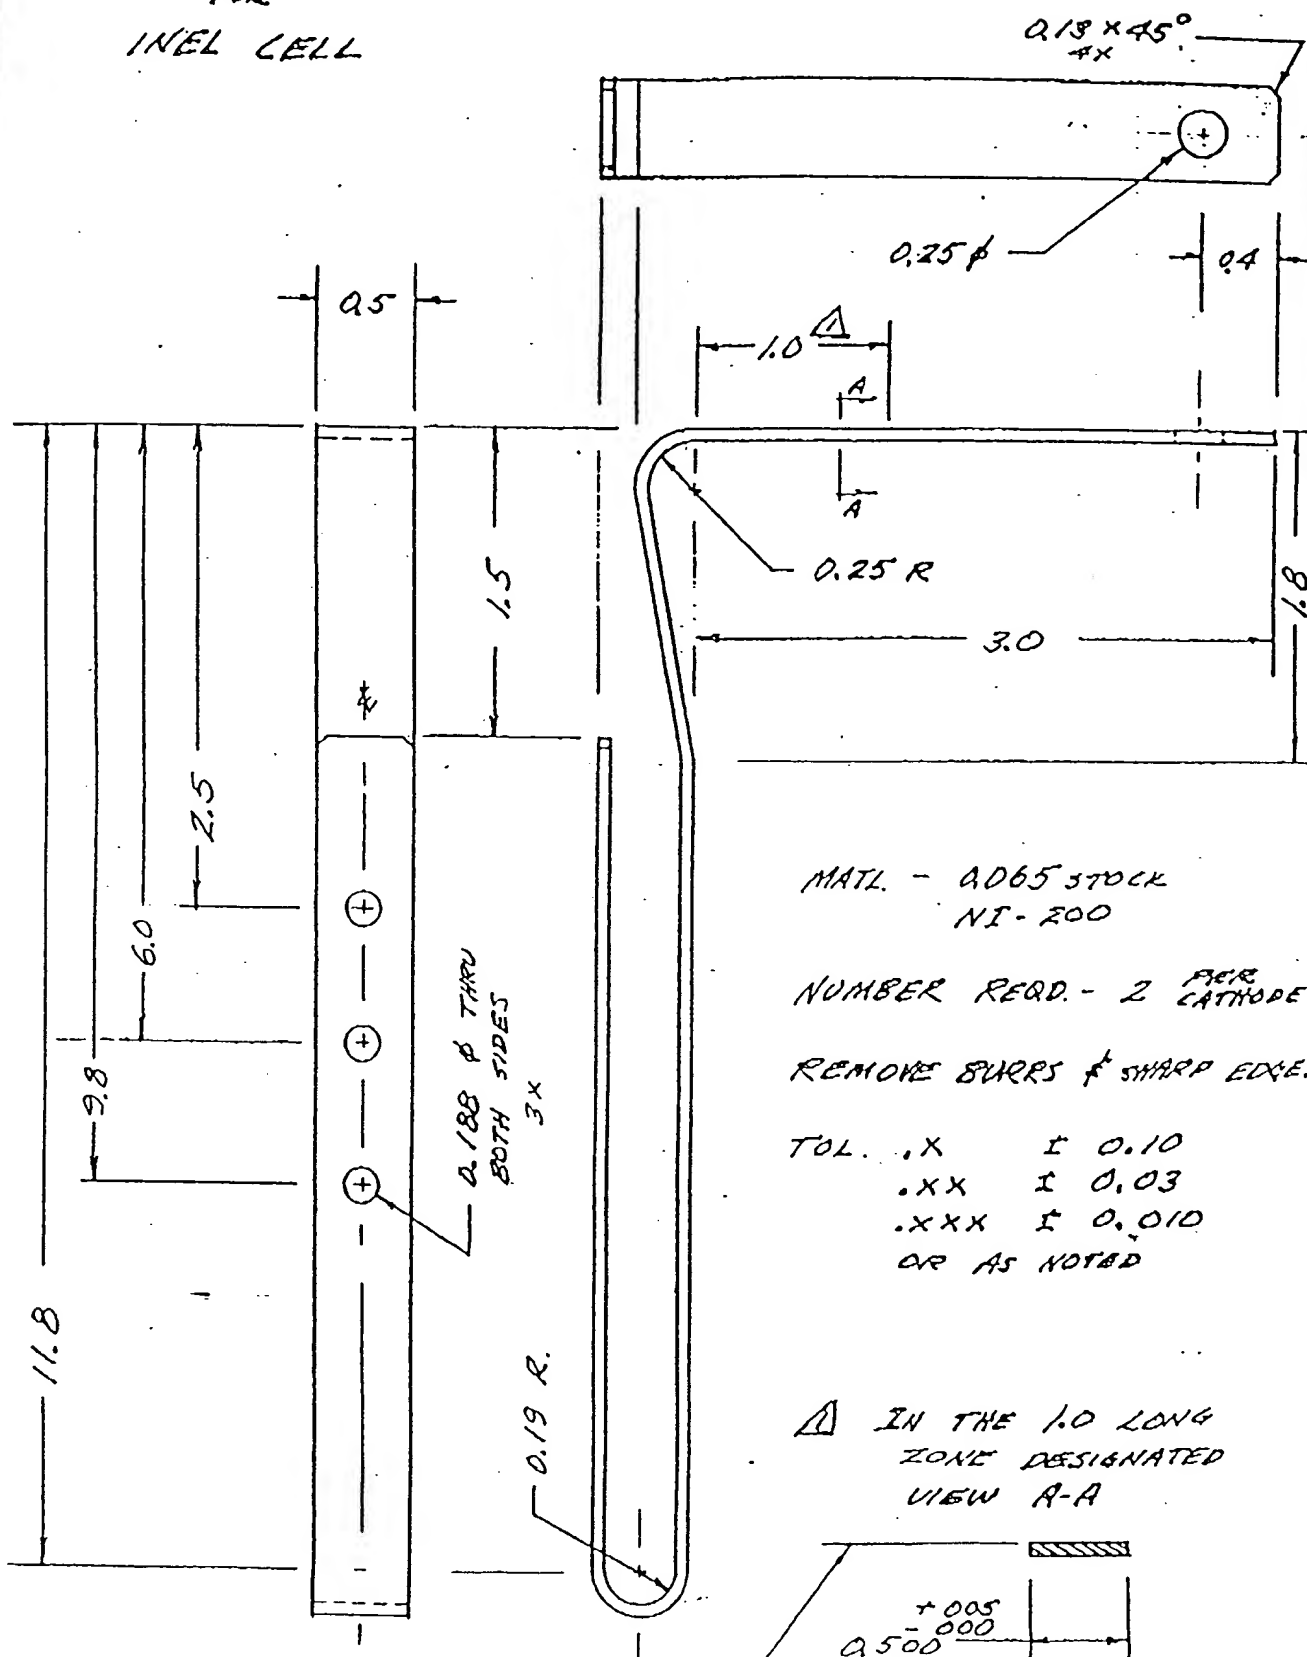 INEL CELL
0.13 × 45°
4X
0.25 ϕ
0.4
0.5
1.0 △1
A
A
0.25 R
1.5
1.8
3.0
2.5
6.0
9.8
11.8
0.188 ϕ THRU
BOTH SIDES
3X
0.19 R.
MATL. - 0.065 STOCK
NI-200
NUMBER REQD. - 2 PER
CATHODE
REMOVE BURRS & SHARP EDGE
TOL. .X ± 0.10
.XX ± 0.03
.XXX ± 0.010
OR AS NOTED
△1 IN THE 1.0 LONG
ZONE DESIGNATED
VIEW A-A
+.005
-.000
0.500